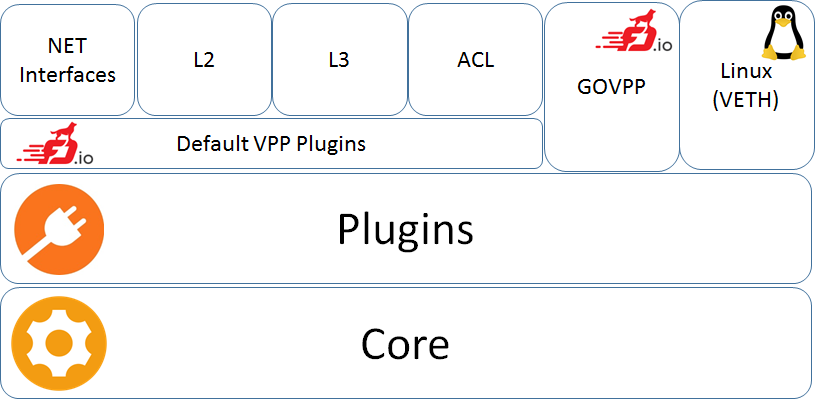 NET
Interfaces
L2
L3
ACL
.io
GOVPP
Linux
(VETH)
.io
Default VPP Plugins
Plugins
Core